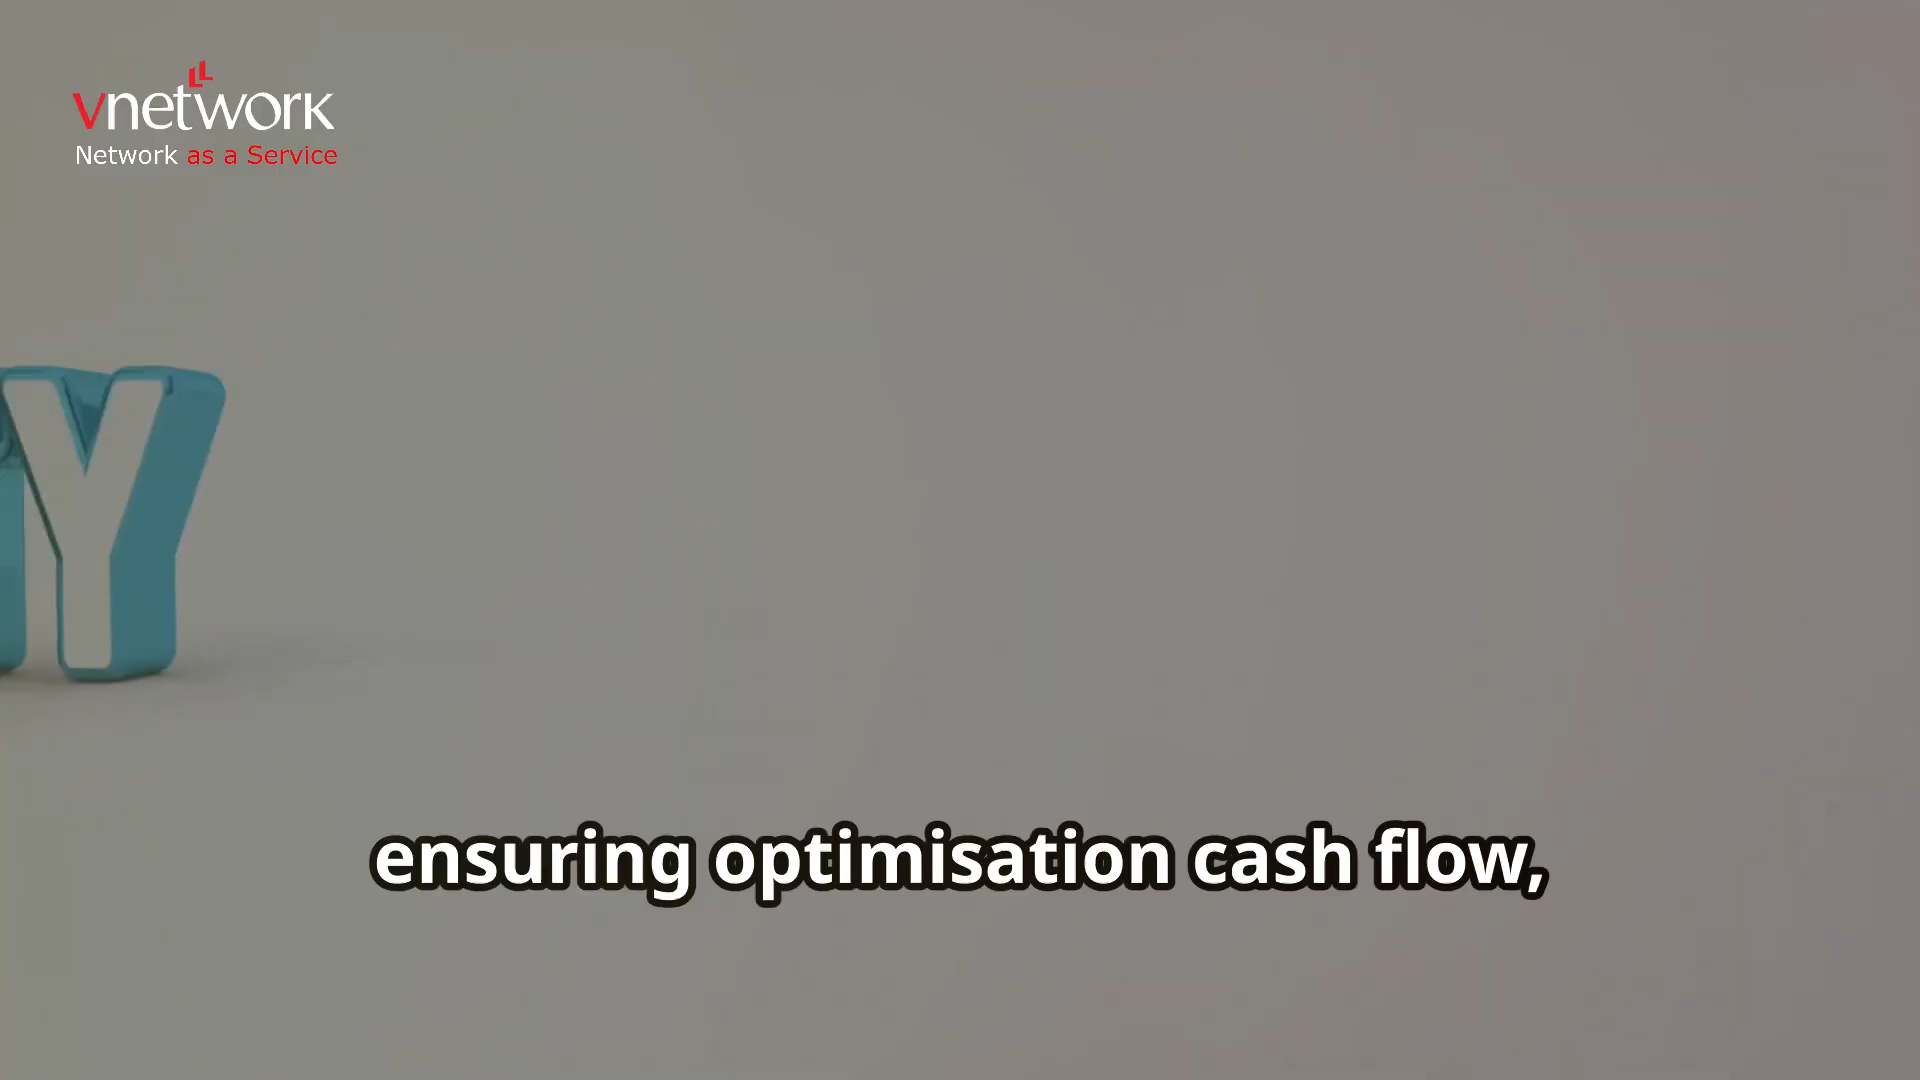 vnetwork
Network as a Service
Y
ensuring optimisation cash flow,